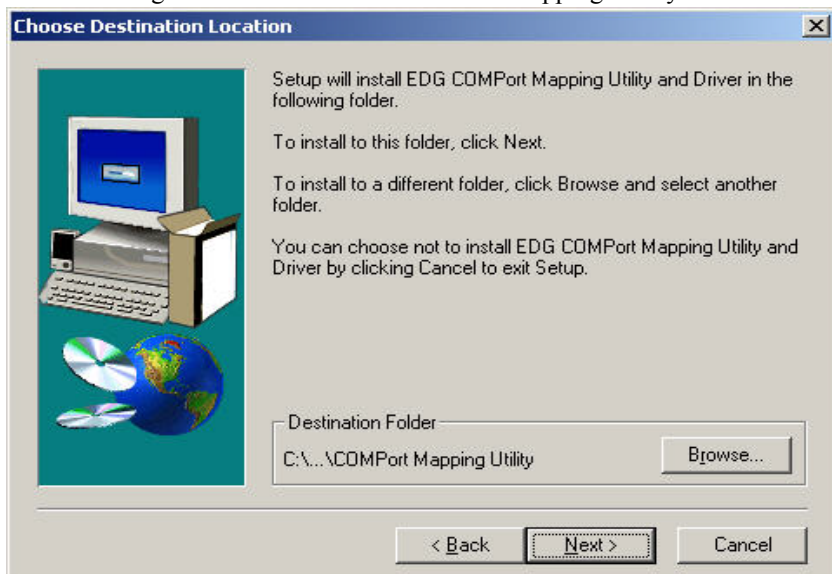 Choose Destination Location
Setup will install EDG COMPort Mapping Utility and Driver in the
following folder.
To install to this folder, click Next.
To install to a different folder, click Browse and select another
folder.
You can choose not to install EDG COMPort Mapping Utility and
Driver by clicking Cancel to exit Setup.
Destination Folder
C:\...\COMPort Mapping Utility
Browse...
< Back
Next >
Cancel